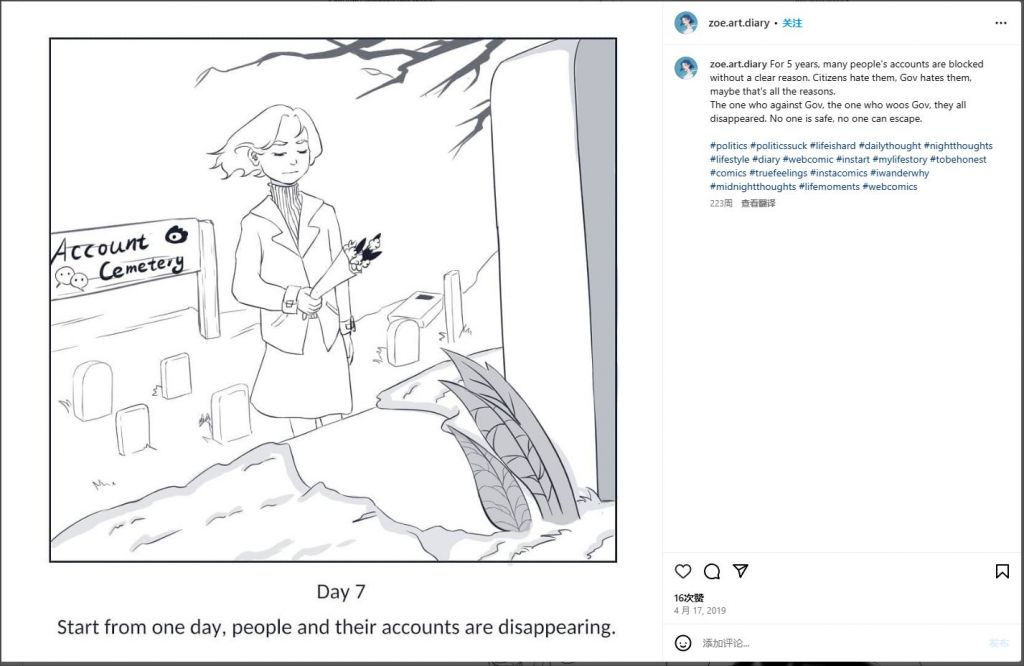 Account
Cemetery
Day 7
Start from one day, people and their accounts are disappearing.
zoe.art.diary • 关注
zoe.art.diary For 5 years, many people's accounts are blocked
without a clear reason. Citizens hate them, Gov hates them,
maybe that's all the reasons.
The one who against Gov, the one who woos Gov, they all
disappeared. No one is safe, no one can escape.
#politics #politicssuck #lifeishard #dailythought #nightthoughts
#lifestyle #diary #webcomic #instart #mylifestory #tobehonest
#comics #truefeelings #instacomics #iwanderwhy
#midnightthoughts #lifemoments #webcomics
223周 查看翻译
16次赞
4 月 17, 2019
添加评论...
发布